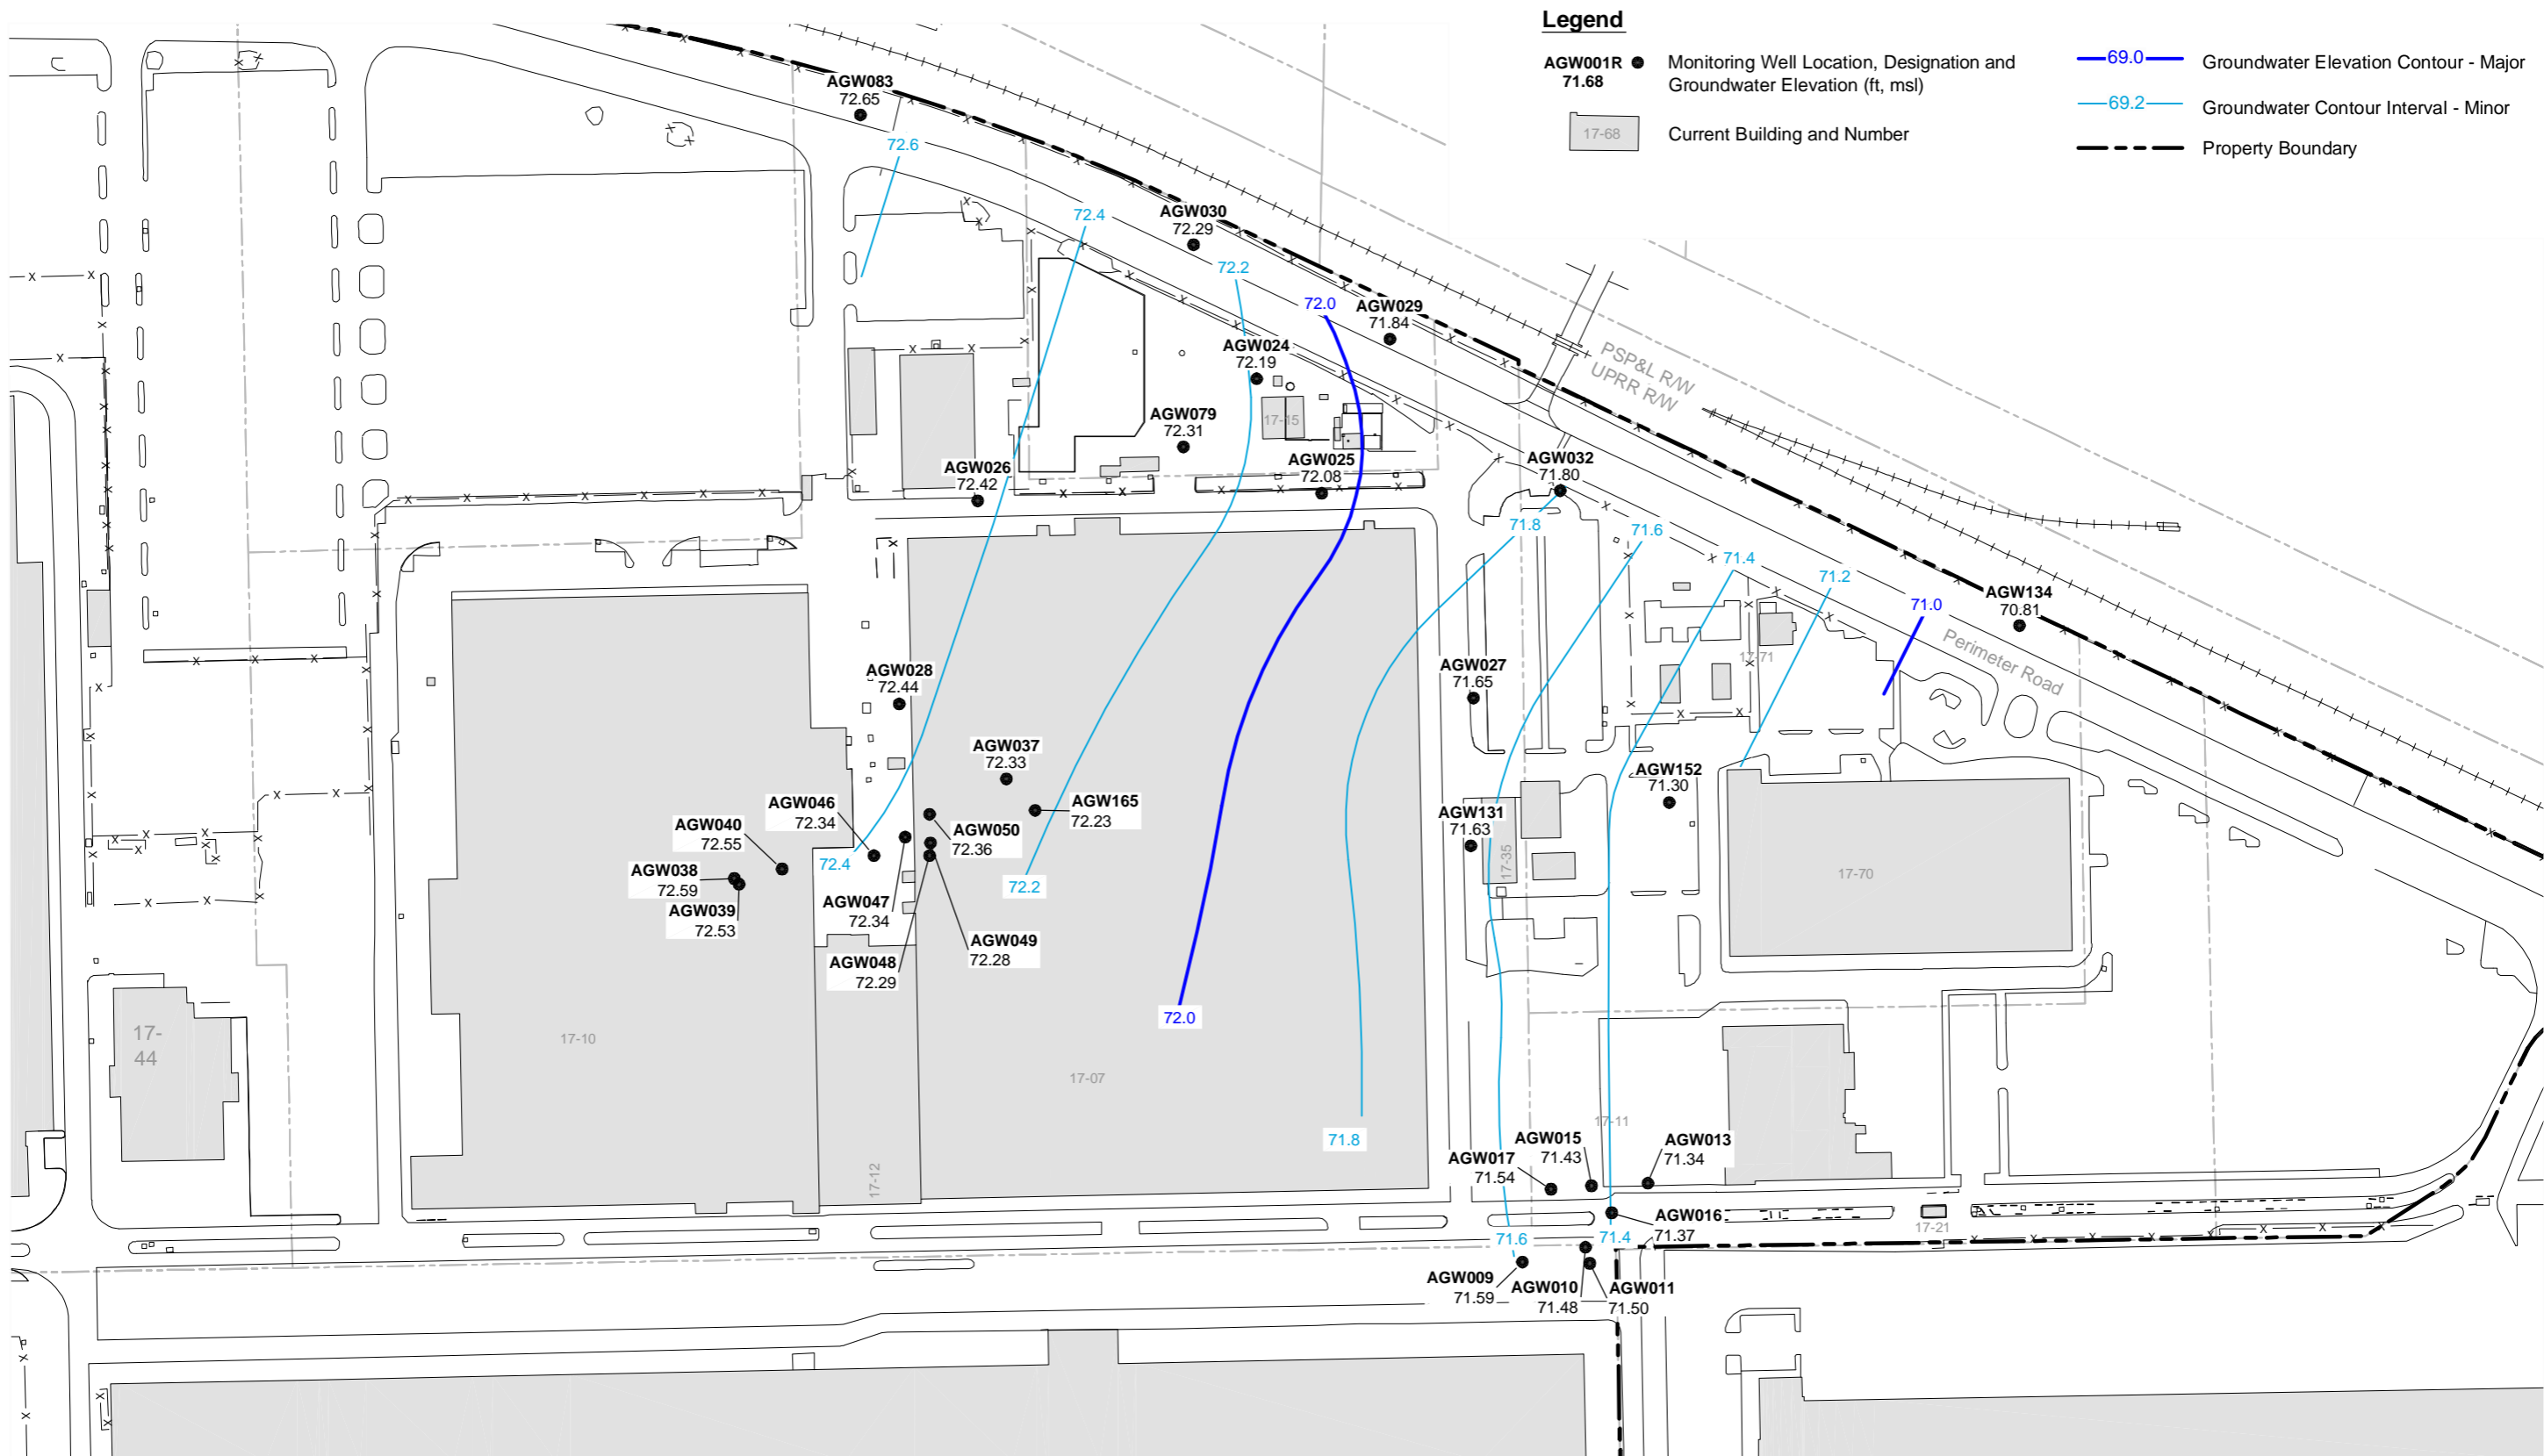 Legend
AGW001R
71.68
Monitoring Well Location, Designation and
Groundwater Elevation (ft, msl)
17-68
Current Building and Number
69.0
Groundwater Elevation Contour - Major
69.2
Groundwater Contour Interval - Minor
Property Boundary
AGW083
72.65
72.6
72.4
AGW030
72.29
72.2
72.0
AGW029
71.84
AGW024
72.19
PSP&L R/W
UPRR R/W
17-15
AGW079
72.31
AGW026
72.42
AGW025
72.08
AGW032
71.80
71.8
71.6
71.4
71.2
71.0
AGW134
70.81
Perimeter Road
17-71
AGW028
72.44
AGW027
71.65
AGW037
72.33
AGW152
71.30
AGW046
72.34
AGW165
72.23
AGW131
71.63
AGW040
72.55
AGW050
72.36
72.4
17-35
AGW038
72.59
17-70
72.2
AGW047
72.34
AGW039
72.53
AGW049
72.28
AGW048
72.29
72.0
17-
44
17-10
17-07
17-11
71.8
17-12
AGW015
71.43
AGW013
71.34
AGW017
71.54
AGW016
71.37
17-21
71.6
71.4
AGW009
71.59
AGW010
71.48
AGW011
71.50